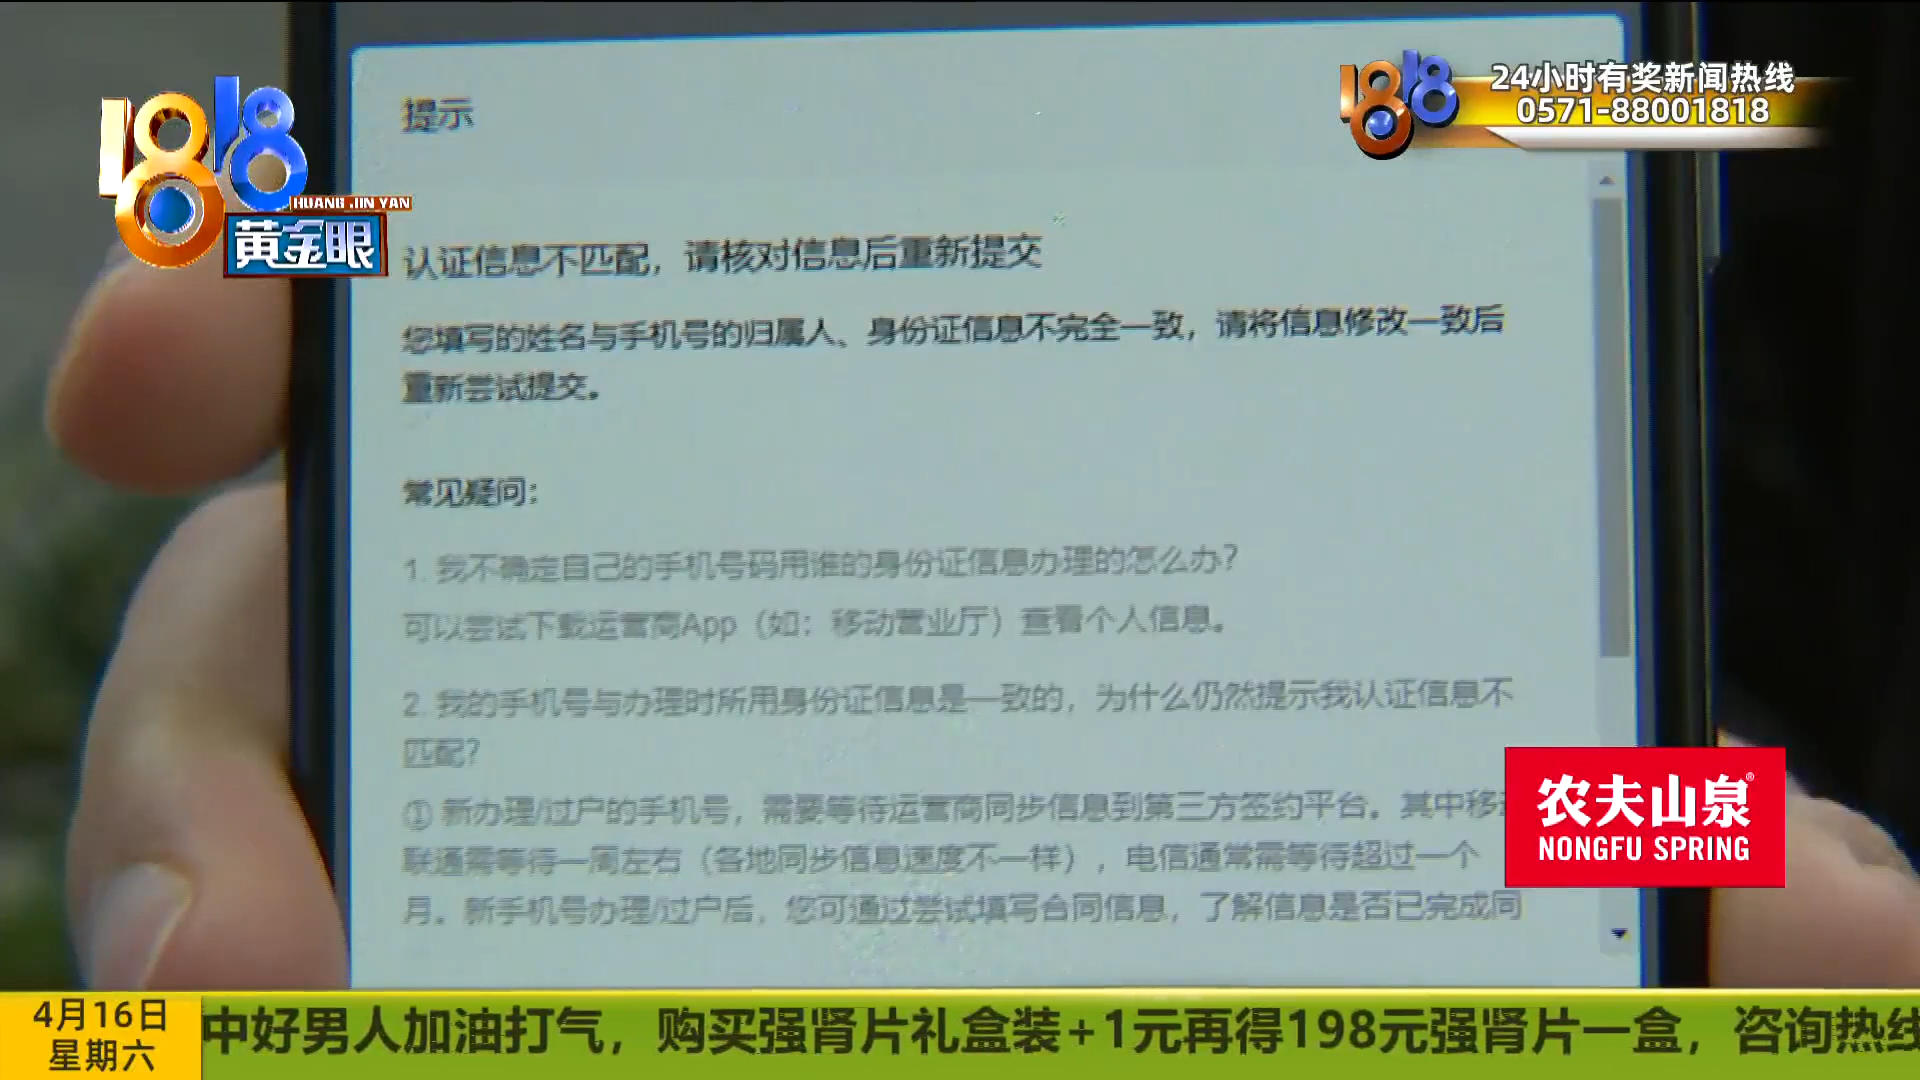 1818
HUANG JIN YAN
黄金眼
24小时有奖新闻热线
0571-88001818
提示
认证信息不匹配，请核对信息后重新提交
您填写的姓名与手机号的归属人、身份证信息不完全一致，请将信息修改一致后
重新尝试提交。
常见疑问：
1. 我不确定自己的手机号码用谁的身份证信息办理的怎么办？
可以尝试下载运营商App（如：移动营业厅）查看个人信息。
2. 我的手机号与办理时所用身份证信息是一致的，为什么仍然提示我认证信息不
匹配？
① 新办理/过户的手机号，需要等待运营商同步信息到第三方签约平台。其中移
联通需等待一周左右（各地同步信息速度不一样），电信通常需等待超过一个
月。新手机号办理/过户后，您可通过尝试填写合同信息，了解信息是否已完成同
农夫山泉®
NONGFU SPRING
4月16日
星期六
中好男人加油打气，购买强肾片礼盒装+1元再得198元强肾片一盒，咨询热线